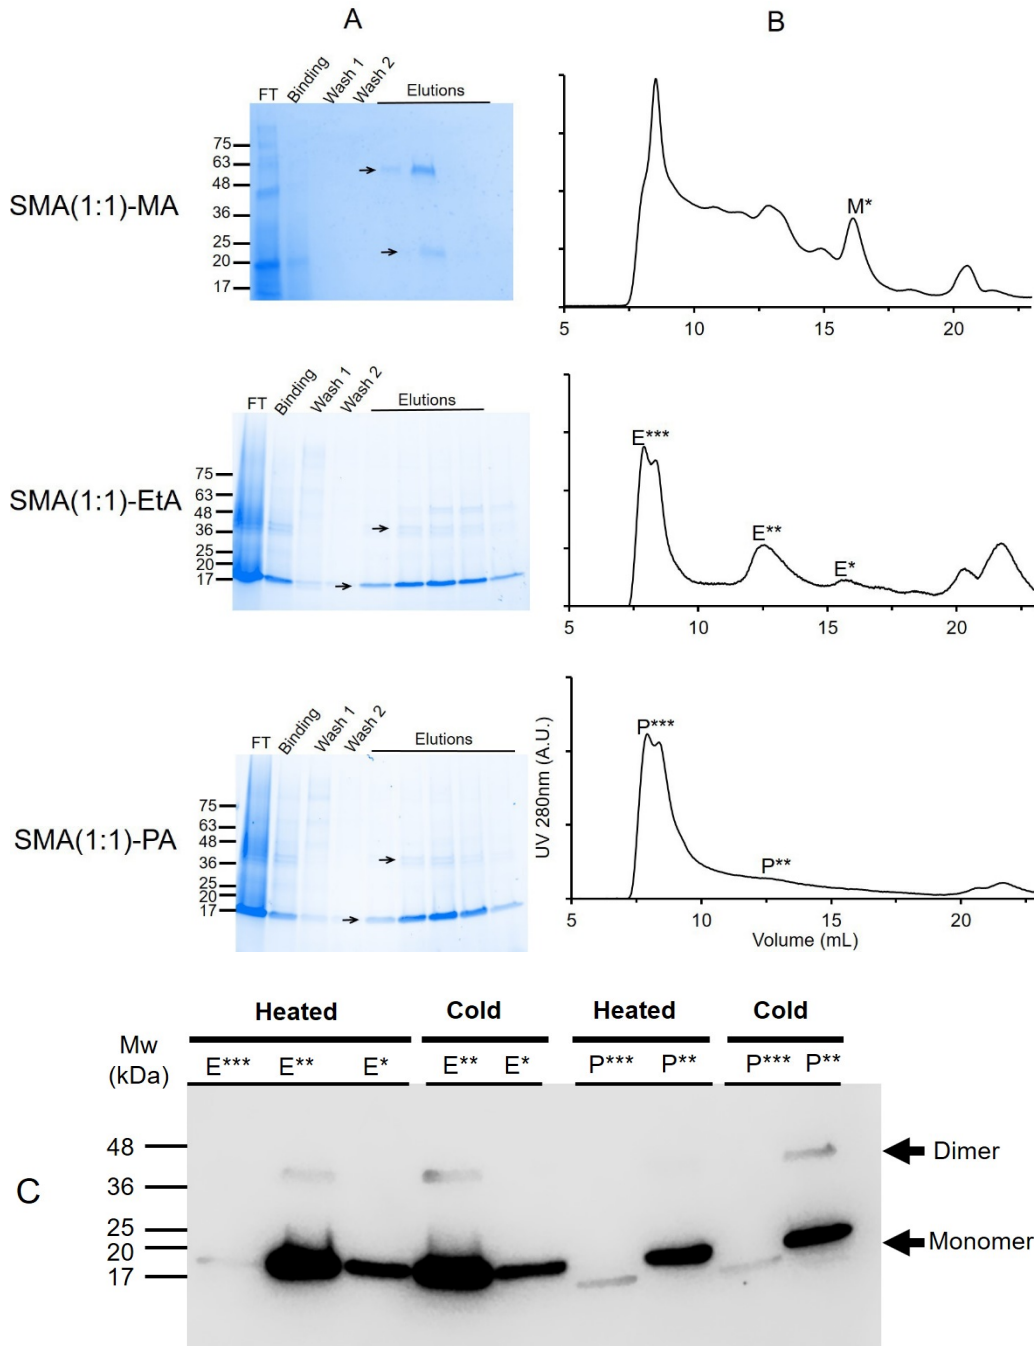 A
B
FT Binding Wash 1 Wash 2 Elutions
75
63
48
36
25
20
17
SMA(1:1)-MA
M*
5 10 15 20
FT Binding Wash 1 Wash 2 Elutions
75
63
48
36
25
20
17
SMA(1:1)-EtA
E***
E**
E*
5 10 15 20
FT Binding Wash 1 Wash 2 Elutions
75
63
48
36
25
20
17
SMA(1:1)-PA
UV 280nm (A.U.)
P***
P**
5 10 15 20
Volume (mL)
C
Heated Cold Heated Cold
Mw
(kDa)
E*** E** E* E** E* P*** P** P*** P**
48
36
25
20
17
Dimer
Monomer